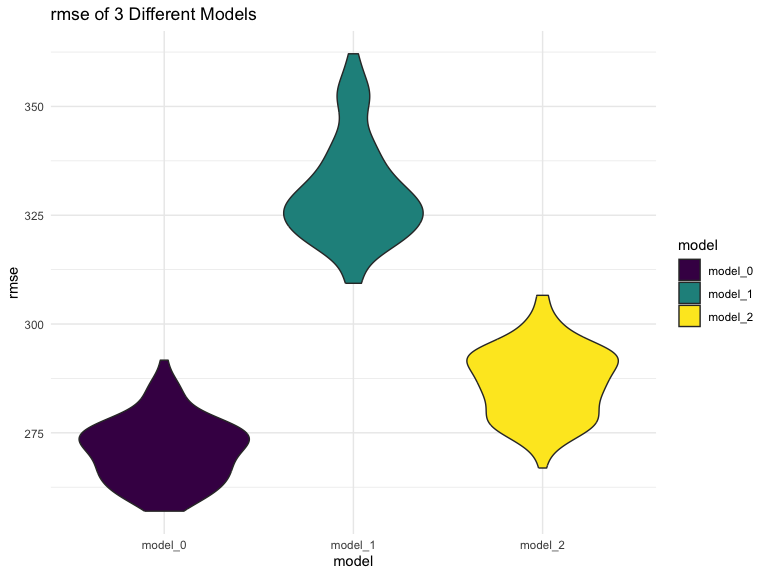 rmse of 3 Different Models
350
325
300
275
rmse
model_0
model_1
model_2
model
model
model_0
model_1
model_2